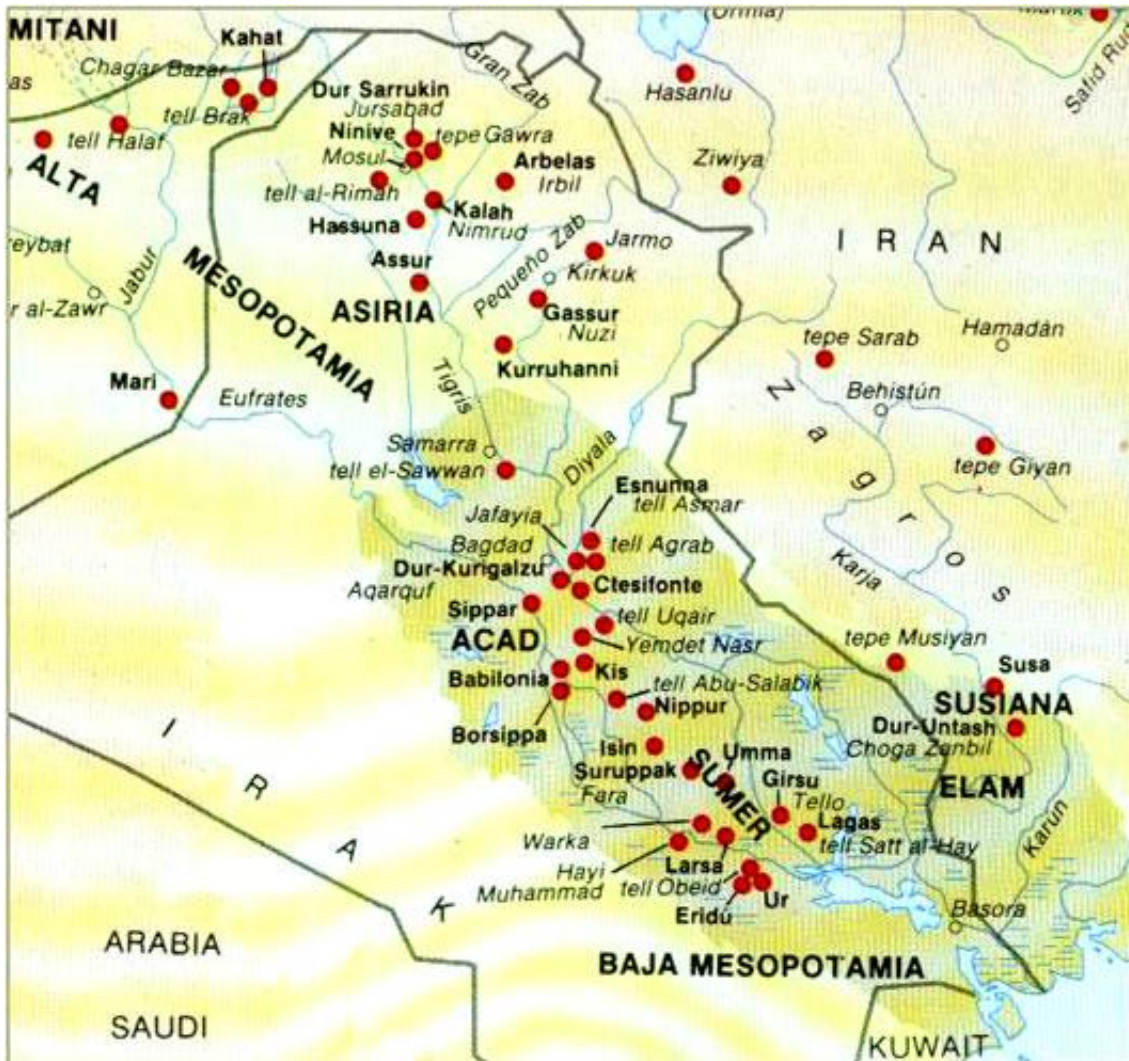 MITANI
Kahat
Chagar Bazar
tell Brak
tell Halaf
ALTA
MESOPOTAMIA
Jabur
Dur Sarrukin
Jursabad
Ninive
tepe Gawra
Mosul
tell al-Rimah
Arbelas
Irbil
Kalah
Nimrud
Hassuna
Assur
ASIRIA
Gran Zab
Pequeño Zab
Jarmo
Kirkuk
Gassur
Nuzi
Kurruhanni
Hasanlu
Ziwiya
Safid Rud
IRAN
tepe Sarab
Hamadán
Behistún
tepe Giyan
Zagros
Karja
Mari
Eufrates
Tigris
Samarra
tell el-Sawwan
Diyala
Esnunna
tell Asmar
Jafayia
tell Agrab
Bagdad
Dur-Kurigalzu
Aqarquf
Ctesifonte
Sippar
tell Uqair
ACAD
Yemdet Nasr
Babilonia
Kis
tell Abu-Salabik
Nippur
Borsippa
Isin
Umma
Suruppak
Fara
SUMER
Girsu
Tello
Lagas
tell Satt al-Hay
Warka
Hayi
Muhammad
Larsa
tell Obeid
Eridú
Ur
tepe Musiyan
Susa
SUSIANA
Dur-Untash
Choga Zanbil
ELAM
Karun
Basora
IRAK
BAJA MESOPOTAMIA
ARABIA
SAUDI
KUWAIT